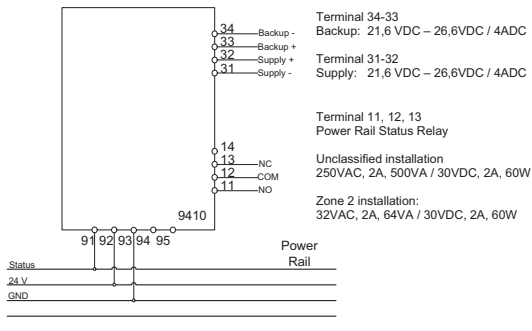 34
Backup -
33
Backup +
32
Supply +
31
Supply -
14
13
NC
12
COM
11
NO
9410
91 92 93 94 95
Power
Rail
Status
24 V
GND
Terminal 34-33
Backup: 21,6 VDC – 26,6VDC / 4ADC
Terminal 31-32
Supply: 21,6 VDC – 26,6VDC / 4ADC
Terminal 11, 12, 13
Power Rail Status Relay
Unclassified installation
250VAC, 2A, 500VA / 30VDC, 2A, 60W
Zone 2 installation:
32VAC, 2A, 64VA / 30VDC, 2A, 60W